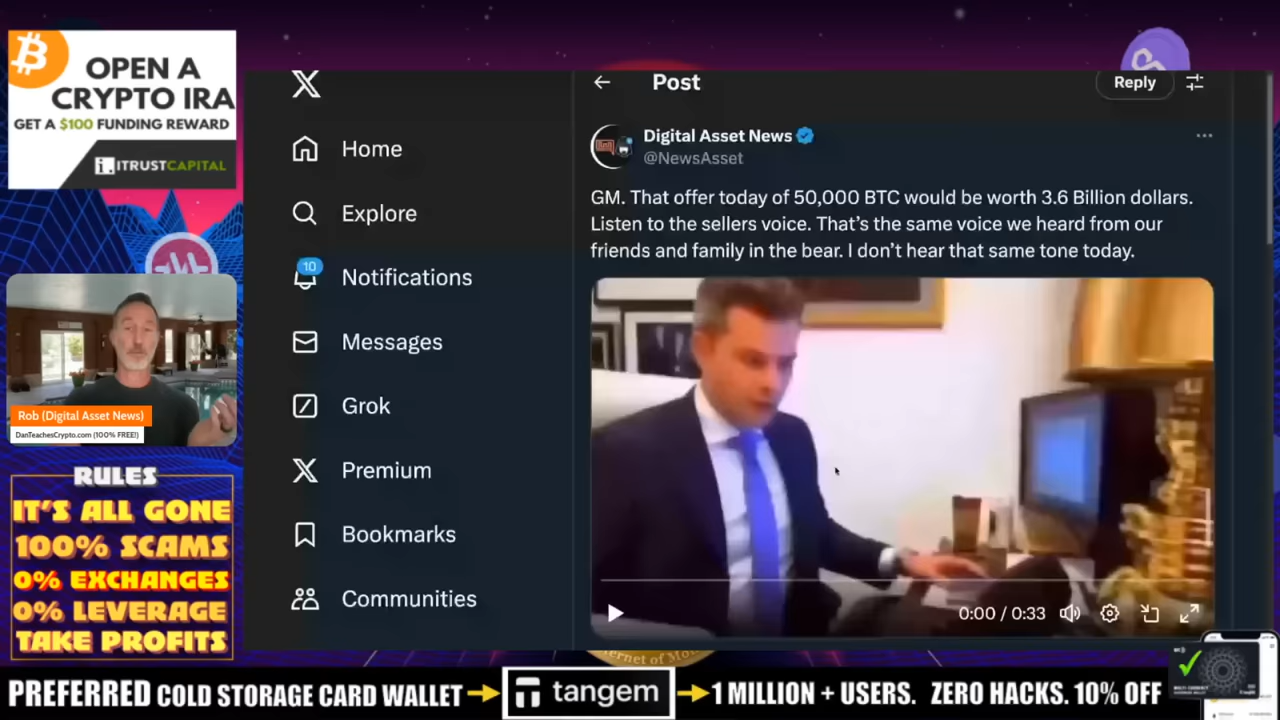 OPEN A
CRYPTO IRA
GET A $100 FUNDING REWARD
i. ITRUSTCAPITAL
Rob (Digital Asset News)
DanTeachesCrypto.com (100% FREE!)
RULES
IT'S ALL GONE
100% SCAMS
0% EXCHANGES
0% LEVERAGE
TAKE PROFITS
Home
Explore
10
Notifications
Messages
Grok
Premium
Bookmarks
Communities
Post
Reply
Digital Asset News
@NewsAsset
GM. That offer today of 50,000 BTC would be worth 3.6 Billion dollars.
Listen to the sellers voice. That's the same voice we heard from our
friends and family in the bear. I don't hear that same tone today.
0:00 / 0:33
PREFERRED COLD STORAGE CARD WALLET
tangem
1 MILLION + USERS. ZERO HACKS. 10% OFF